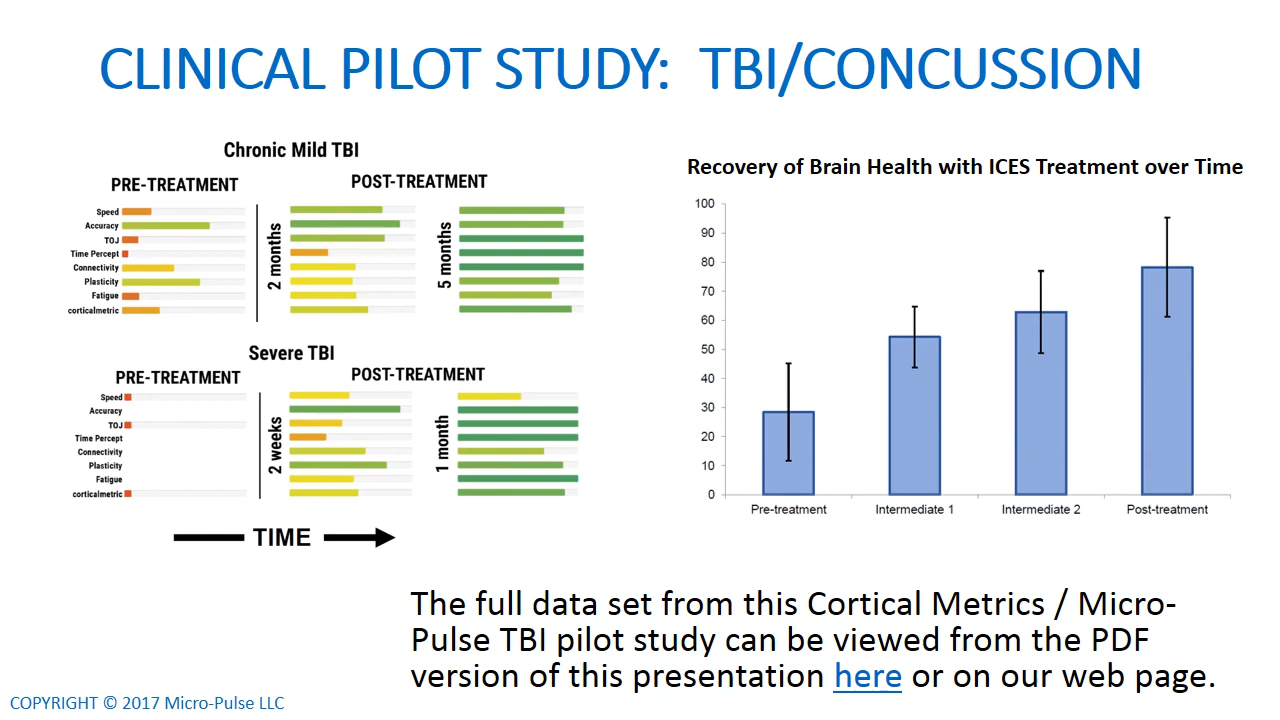 CLINICAL PILOT STUDY: TBI/CONCUSSION
Chronic Mild TBI
PRE-TREATMENT
POST-TREATMENT
Speed
Accuracy
TOJ
Time Percept
Connectivity
Plasticity
Fatigue
corticalmetric
2 months
5 months
Severe TBI
PRE-TREATMENT
POST-TREATMENT
Speed
Accuracy
TOJ
Time Percept
Connectivity
Plasticity
Fatigue
corticalmetric
2 weeks
1 month
TIME
Recovery of Brain Health with ICES Treatment over Time
100
90
80
70
60
50
40
30
20
10
0
Pre-treatment
Intermediate 1
Intermediate 2
Post-treatment
The full data set from this Cortical Metrics / Micro-
Pulse TBI pilot study can be viewed from the PDF
version of this presentation here or on our web page.
COPYRIGHT © 2017 Micro-Pulse LLC